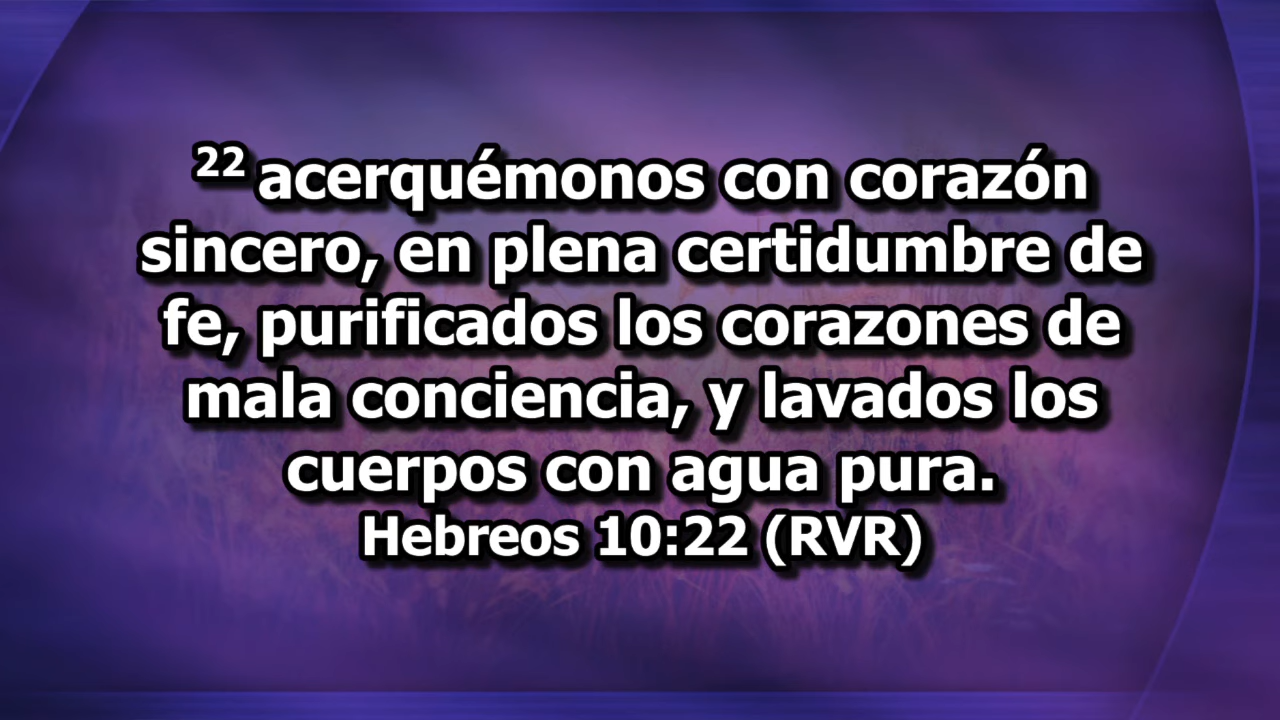 22 acerquémonos con corazón
sincero, en plena certidumbre de
fe, purificados los corazones de
mala conciencia, y lavados los
cuerpos con agua pura.
Hebreos 10:22 (RVR)